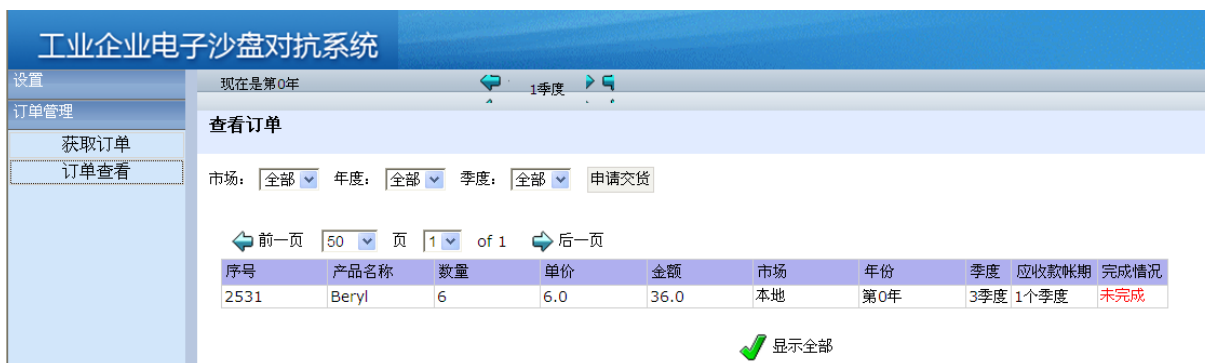 工业企业电子沙盘对抗系统
设置
现在是第0年 1季度
订单管理
查看订单
获取订单
订单查看
市场: 全部 年度: 全部 季度: 全部 申请交货
前一页 50 页 1 of 1 后一页
序号 产品名称 数量 单价 金额 市场 年份 季度 应收款帐期 完成情况
2531 Beryl 6 6.0 36.0 本地 第0年 3季度 1个季度 未完成
显示全部